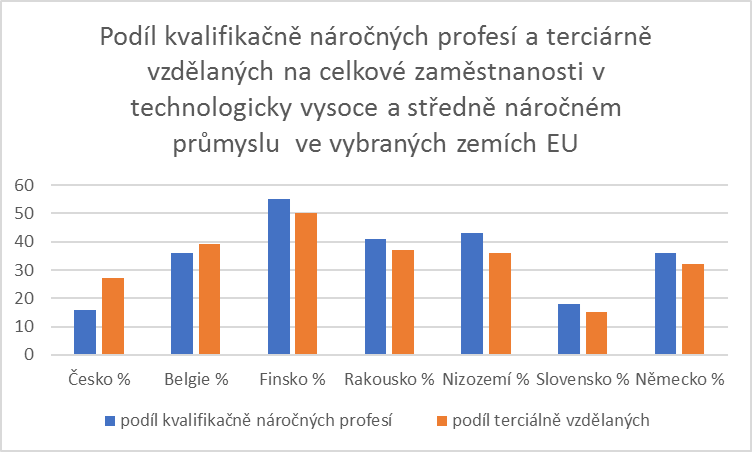 Podíl kvalifikačně náročných profesí a terciárně
vzdělaných na celkové zaměstnanosti v
technologicky vysoce a středně náročném
průmyslu  ve vybraných zemích EU
60
50
40
30
20
10
0
Česko % Belgie % Finsko % Rakousko % Nizozemí % Slovensko % Německo %
podíl kvalifikačně náročných profesí podíl terciálně vzdělaných